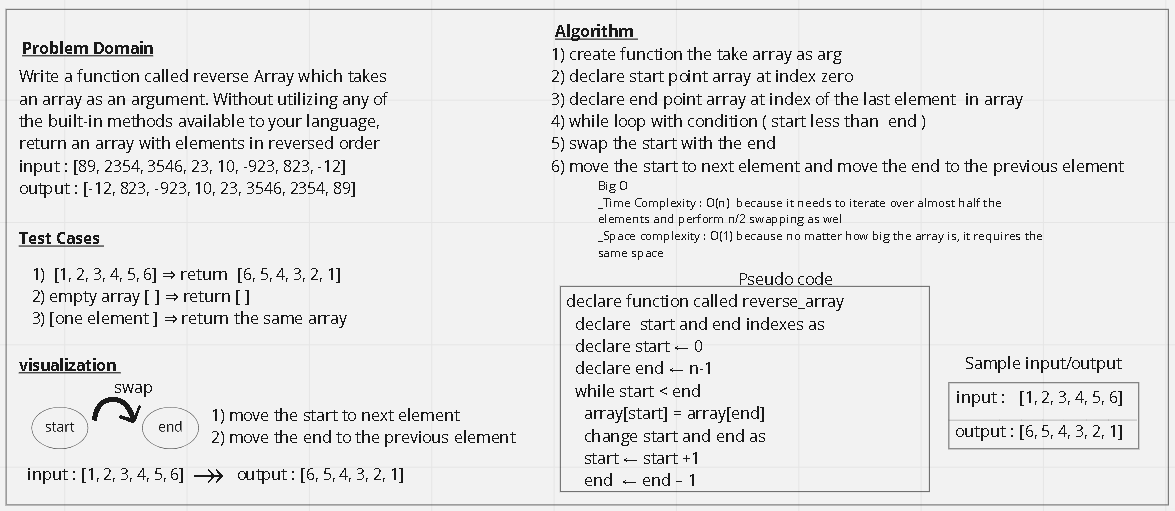 Problem Domain
Write a function called reverse Array which takes
an array as an argument. Without utilizing any of
the built-in methods available to your language,
return an array with elements in reversed order
input : [89, 2354, 3546, 23, 10, -923, 823, -12]
output : [-12, 823, -923, 10, 23, 3546, 2354, 89]
Test Cases
1) [1, 2, 3, 4, 5, 6] ⇒ return [6, 5, 4, 3, 2, 1]
2) empty array [ ] ⇒ return [ ]
3) [one element ] ⇒ return the same array
visualization
swap
start
end
1) move the start to next element
2) move the end to the previous element
input : [1, 2, 3, 4, 5, 6] →> output : [6, 5, 4, 3, 2, 1]
Algorithm
1) create function the take array as arg
2) declare start point array at index zero
3) declare end point array at index of the last element in array
4) while loop with condition ( start less than end )
5) swap the start with the end
6) move the start to next element and move the end to the previous element
Big O
_Time Complexity : O(n) because it needs to iterate over almost half the
elements and perform n/2 swapping as wel
_Space complexity : O(1) because no matter how big the array is, it requires the
same space
Pseudo code
declare function called reverse_array
declare start and end indexes as
declare start ← 0
declare end ← n-1
while start < end
array[start] = array[end]
change start and end as
start ← start +1
end ← end – 1
Sample input/output
input : [1, 2, 3, 4, 5, 6]
output : [6, 5, 4, 3, 2, 1]